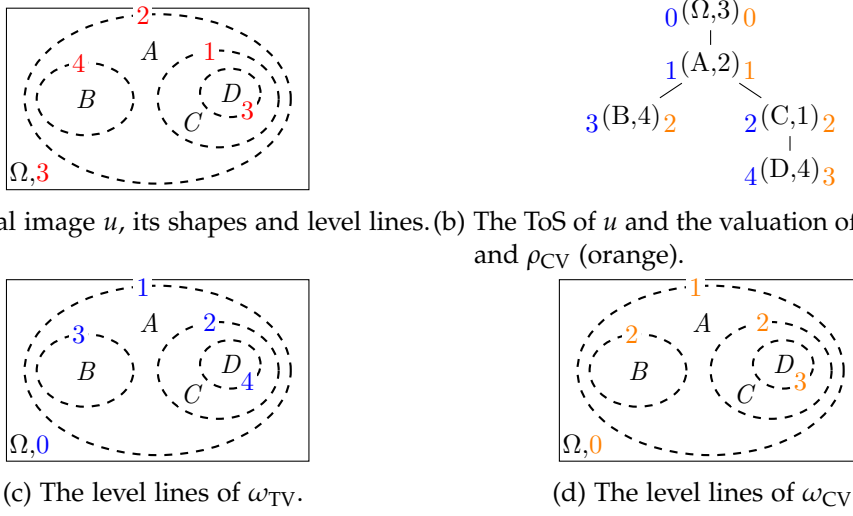 2
A
1
4
B
D
3
C
Ω,3
0(Ω,3)0
1(A,2)1
3(B,4)2 2(C,1)2
4(D,4)3
al image u, its shapes and level lines.
(b) The ToS of u and the valuation of
and ρCV (orange).
1
A
3
2
B
D
4
C
Ω,0
(c) The level lines of ωTV.
1
A
2
2
B
D
3
C
Ω,0
(d) The level lines of ωCV